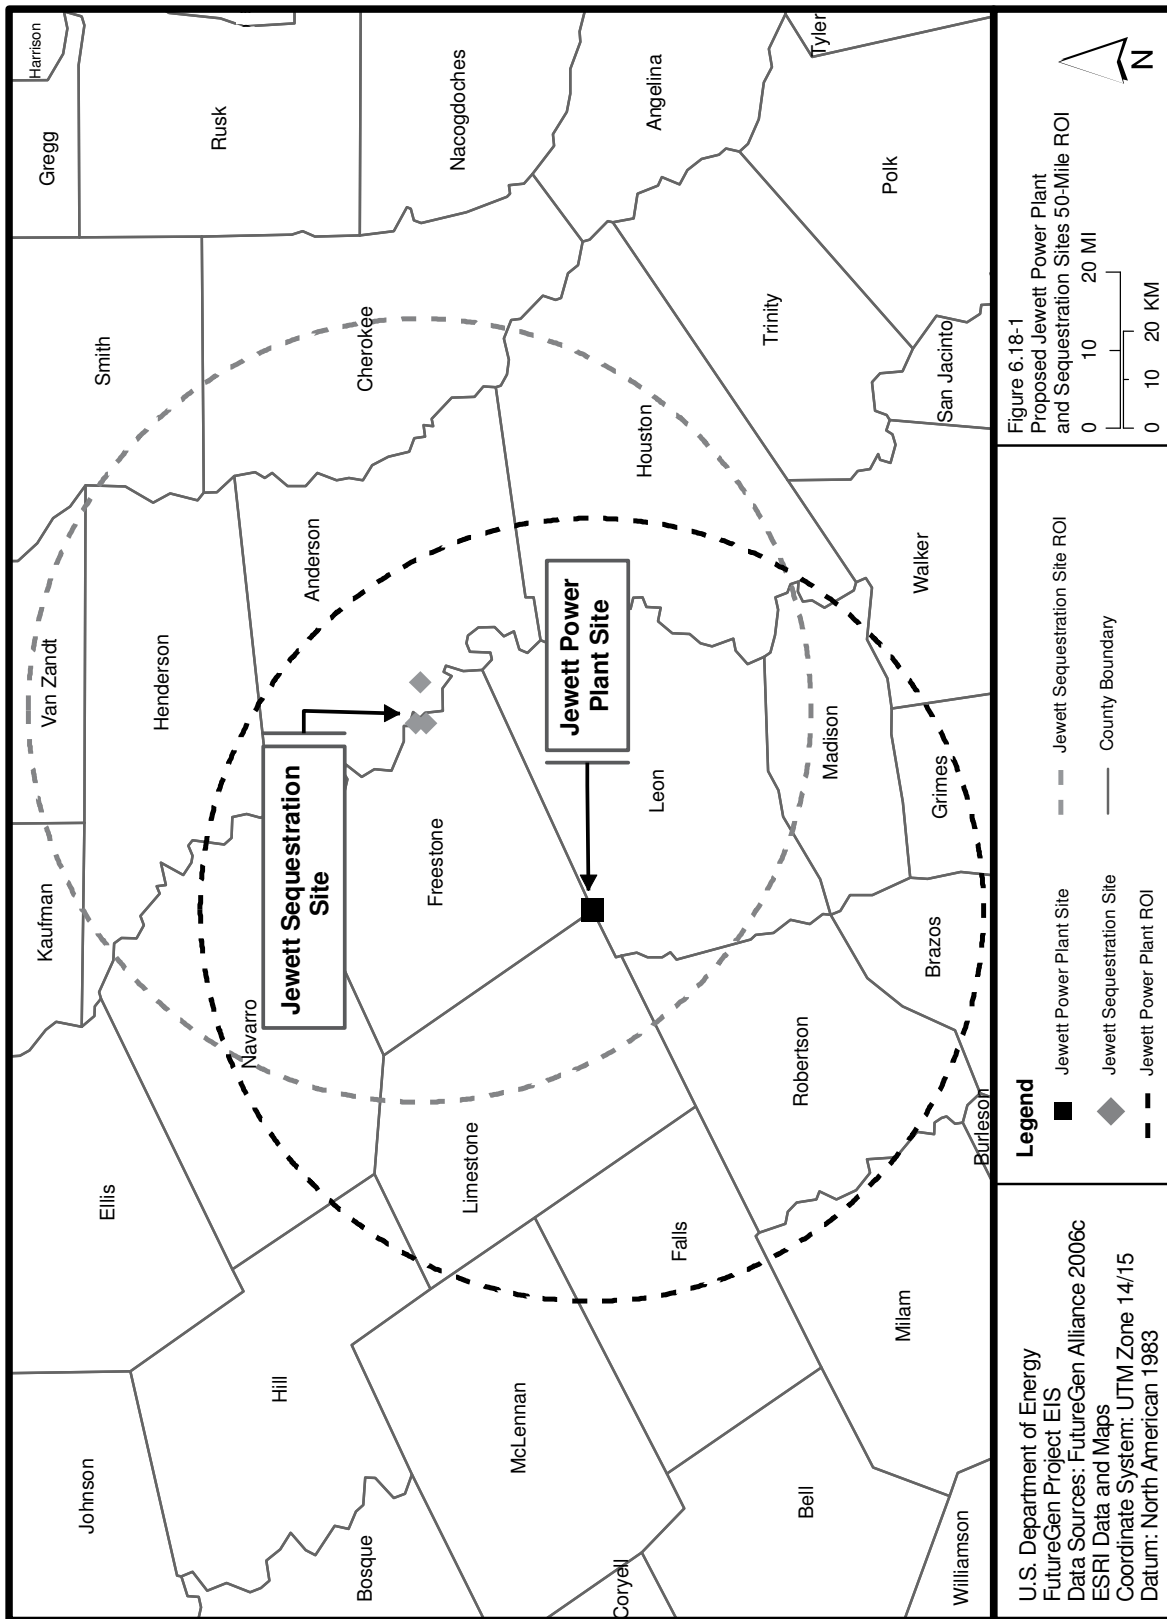 Johnson
Ellis
Kaufman
Van Zandt
Smith
Gregg
Harrison
Hill
Navarro
Henderson
Rusk
Bosque
Jewett Sequestration
Site
Anderson
Cherokee
McLennan
Limestone
Freestone
Nacogdoches
Coryell
Falls
Leon
Jewett Power
Plant Site
Houston
Angelina
Bell
Milam
Robertson
Madison
Trinity
Tyler
Williamson
Burleson
Brazos
Grimes
Walker
San Jacinto
Polk
U.S. Department of Energy
FutureGen Project EIS
Data Sources: FutureGen Alliance 2006c
ESRI Data and Maps
Coordinate System: UTM Zone 14/15
Datum: North American 1983
Legend
Jewett Power Plant Site
Jewett Sequestration Site
Jewett Power Plant ROI
Jewett Sequestration Site ROI
County Boundary
Figure 6.18-1
Proposed Jewett Power Plant
and Sequestration Sites 50-Mile ROI
0 10 20 MI
0 10 20 KM
N